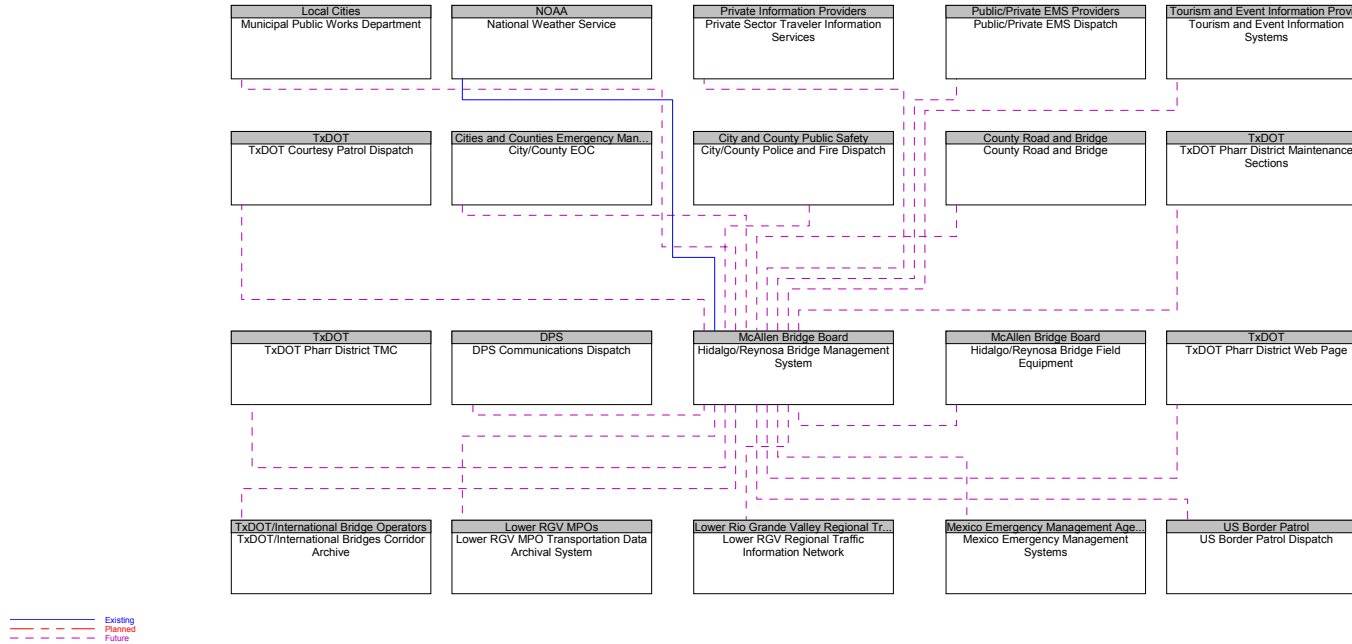 Local Cities
Municipal Public Works Department
NOAA
National Weather Service
Private Information Providers
Private Sector Traveler Information
Services
Public/Private EMS Providers
Public/Private EMS Dispatch
Tourism and Event Information Provi
Tourism and Event Information
Systems
TxDOT
TxDOT Courtesy Patrol Dispatch
Cities and Counties Emergency Man...
City/County EOC
City and County Public Safety
City/County Police and Fire Dispatch
County Road and Bridge
County Road and Bridge
TxDOT
TxDOT Pharr District Maintenance
Sections
TxDOT
TxDOT Pharr District TMC
DPS
DPS Communications Dispatch
McAllen Bridge Board
Hidalgo/Reynosa Bridge Management
System
McAllen Bridge Board
Hidalgo/Reynosa Bridge Field
Equipment
TxDOT
TxDOT Pharr District Web Page
TxDOT/International Bridge Operators
TxDOT/International Bridges Corridor
Archive
Lower RGV MPOs
Lower RGV MPO Transportation Data
Archival System
Lower Rio Grande Valley Regional Tr...
Lower RGV Regional Traffic
Information Network
Mexico Emergency Management Age...
Mexico Emergency Management
Systems
US Border Patrol
US Border Patrol Dispatch
Existing
Planned
Future